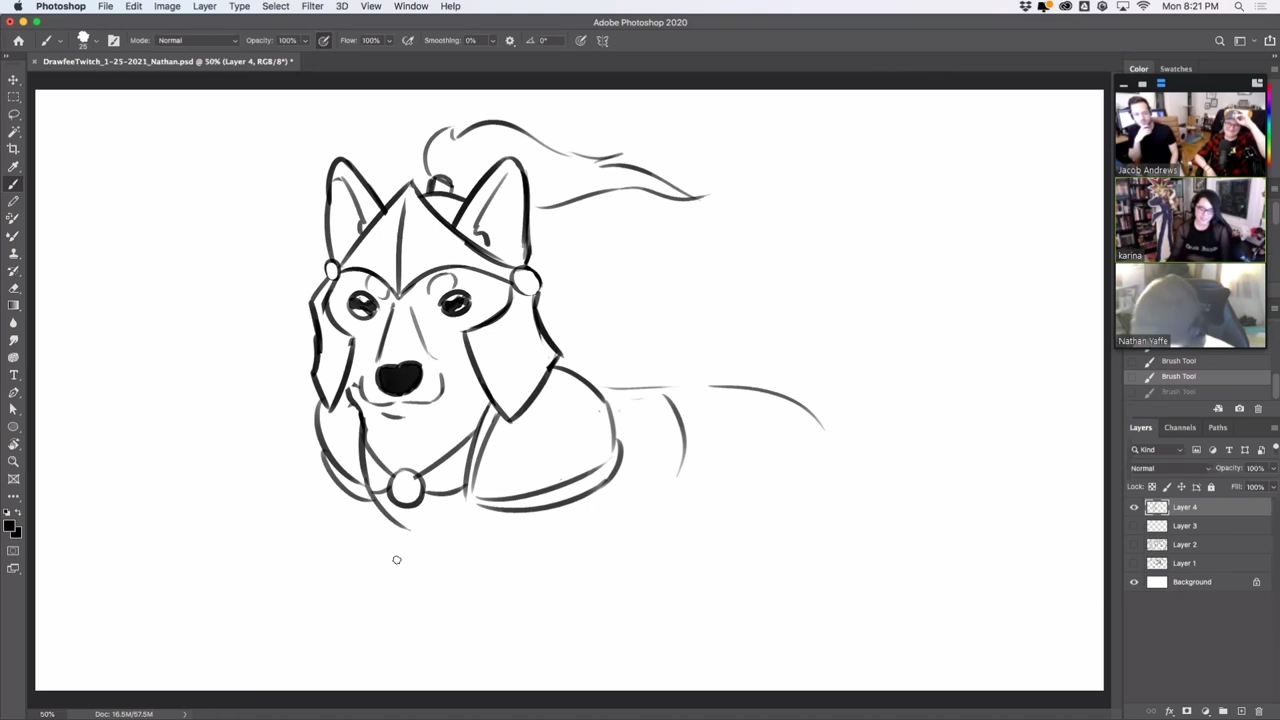 Photoshop File Edit Image Layer Type Select Filter 3D View Window Help Mon 8:21 PM
Adobe Photoshop 2020
25 Mode: Normal Opacity: 100% Flow: 100% Smoothing: 0% 0°
DrawfeeTwitch_1-25-2021_Nathan.psd @ 50% (Layer 4, RGB/8*) *
Color Swatches
Jacob Andrews
karina
Nathan Yaffe
Brush Tool
Brush Tool
Brush Tool
Layers Channels Paths
Kind
Normal Opacity: 100%
Lock: Fill: 100%
Layer 4
Layer 3
Layer 2
Layer 1
Background
50% Doc: 16.5M/57.5M